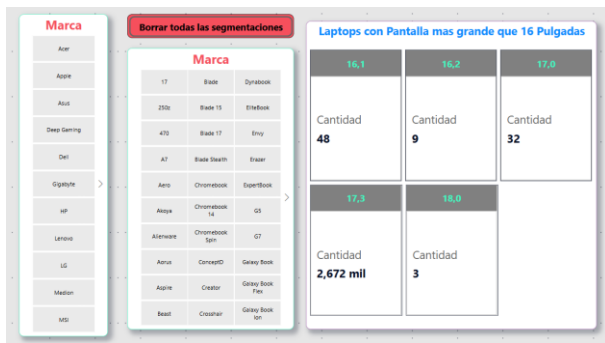 Marca
Acer
Apple
Asus
Deep Gaming
Dell
Gigabyte
HP
Lenovo
LG
Medion
MSI
Borrar todas las segmentaciones
Marca
17 Blade Dynabook
250c Blade 15 EliteBook
470 Blade 17 Envy
A7 Blade Stealth Erazer
Aero Chromebook ExpertBook
Akoya Chromebook 14 G5
Alienware Chromebook Spin G7
Aorus ConceptD Galaxy Book
Aspire Creator Galaxy Book Flex
Beast Crosshair Galaxy Book Ion
Laptops con Pantalla mas grande que 16 Pulgadas
16,1 16,2 17,0
Cantidad Cantidad Cantidad
48 9 32
17,3 18,0
Cantidad Cantidad
2,672 mil 3